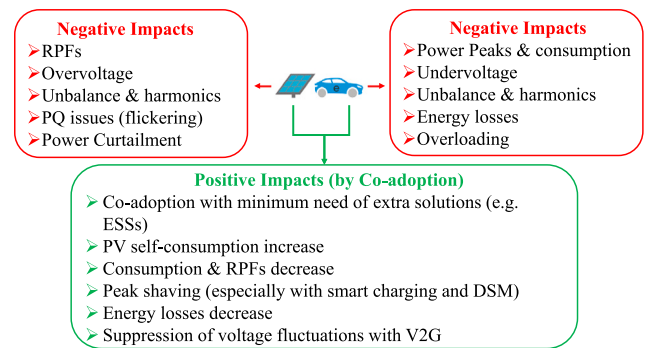 Negative Impacts
➢RPFs
➢Overvoltage
➢Unbalance & harmonics
➢PQ issues (flickering)
➢Power Curtailment
e
Negative Impacts
➢Power Peaks & consumption
➢Undervoltage
➢Unbalance & harmonics
➢Energy losses
➢Overloading
Positive Impacts (by Co-adoption)
➢ Co-adoption with minimum need of extra solutions (e.g.
ESSs)
➢ PV self-consumption increase
➢ Consumption & RPFs decrease
➢ Peak shaving (especially with smart charging and DSM)
➢ Energy losses decrease
➢ Suppression of voltage fluctuations with V2G